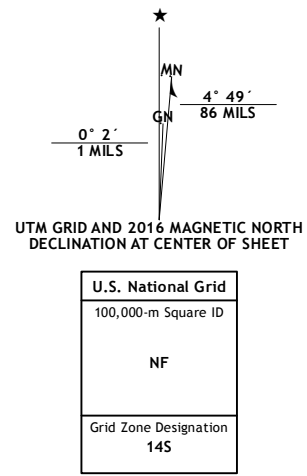 ★
MN
4° 49´
86 MILS
GN
0° 2´
1 MILS
UTM GRID AND 2016 MAGNETIC NORTH
DECLINATION AT CENTER OF SHEET
U.S. National Grid
100,000-m Square ID
NF
Grid Zone Designation
14S